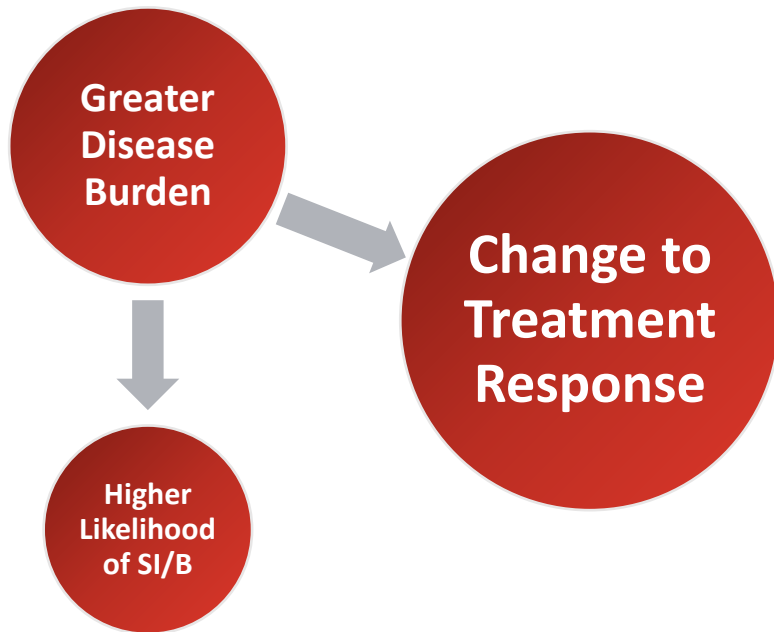 Greater
Disease
Burden
Change to
Treatment
Response
Higher
Likelihood
of SI/B